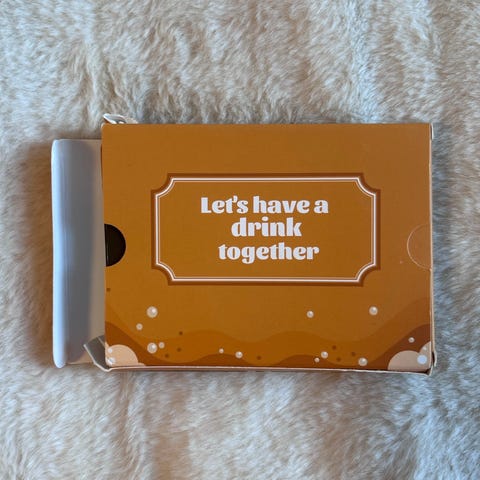 Let's have a
drink
together